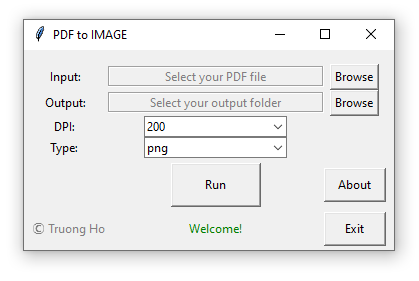 PDF to IMAGE
Input: Select your PDF file Browse
Output: Select your output folder Browse
DPI: 200
Type: png
Run About
© Truong Ho Welcome! Exit